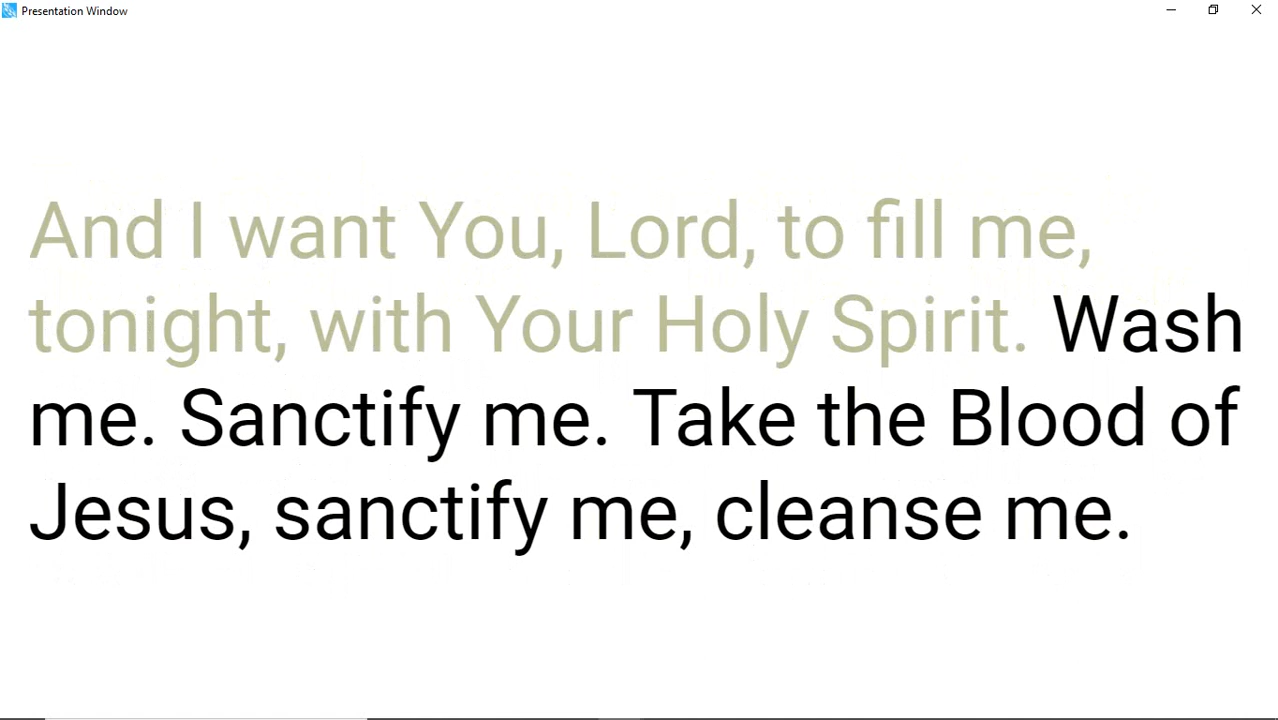 Presentation Window
And I want You, Lord, to fill me,
tonight, with Your Holy Spirit. Wash
me. Sanctify me. Take the Blood of
Jesus, sanctify me, cleanse me.